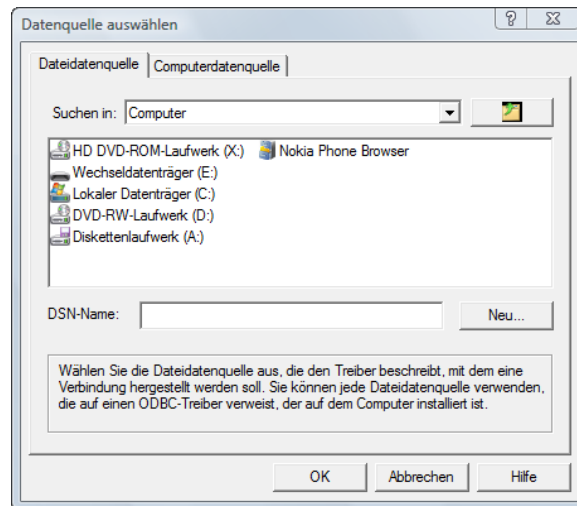 Datenquelle auswählen
Dateidatenquelle Computerdatenquelle
Suchen in: Computer
HD DVD-ROM-Laufwerk (X:) Nokia Phone Browser
Wechseldatenträger (E:)
Lokaler Datenträger (C:)
DVD-RW-Laufwerk (D:)
Diskettenlaufwerk (A:)
DSN-Name: Neu...
Wählen Sie die Dateidatenquelle aus, die den Treiber beschreibt, mit dem eine
Verbindung hergestellt werden soll. Sie können jede Dateidatenquelle verwenden,
die auf einen ODBC-Treiber verweist, der auf dem Computer installiert ist.
OK Abbrechen Hilfe